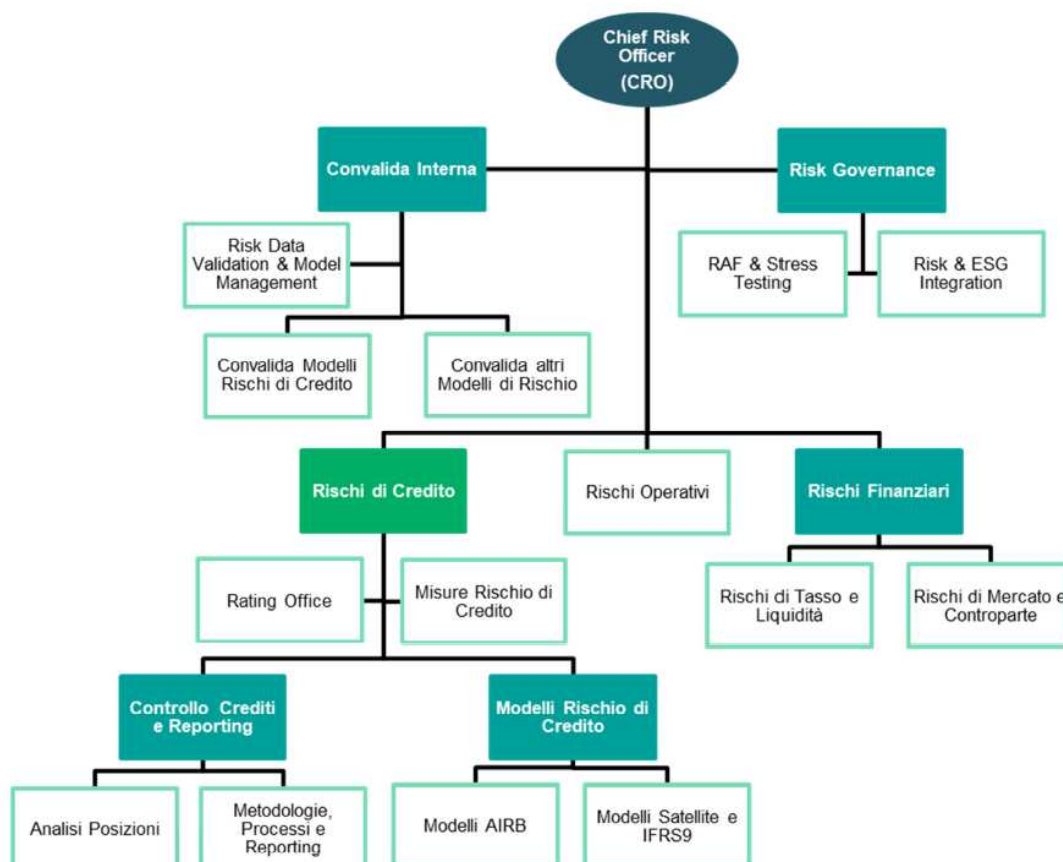 Chief Risk
Officer
(CRO)
Convalida Interna
Risk Governance
Risk Data
Validation & Model
Management
RAF & Stress
Testing
Risk & ESG
Integration
Convalida Modelli
Rischi di Credito
Convalida altri
Modelli di Rischio
Rischi di Credito
Rischi Operativi
Rischi Finanziari
Rating Office
Misure Rischio di
Credito
Rischi di Tasso e
Liquidità
Rischi di Mercato e
Controparte
Controllo Crediti
e Reporting
Modelli Rischio di
Credito
Analisi Posizioni
Metodologie,
Processi e
Reporting
Modelli AIRB
Modelli Satellite e
IFRS9